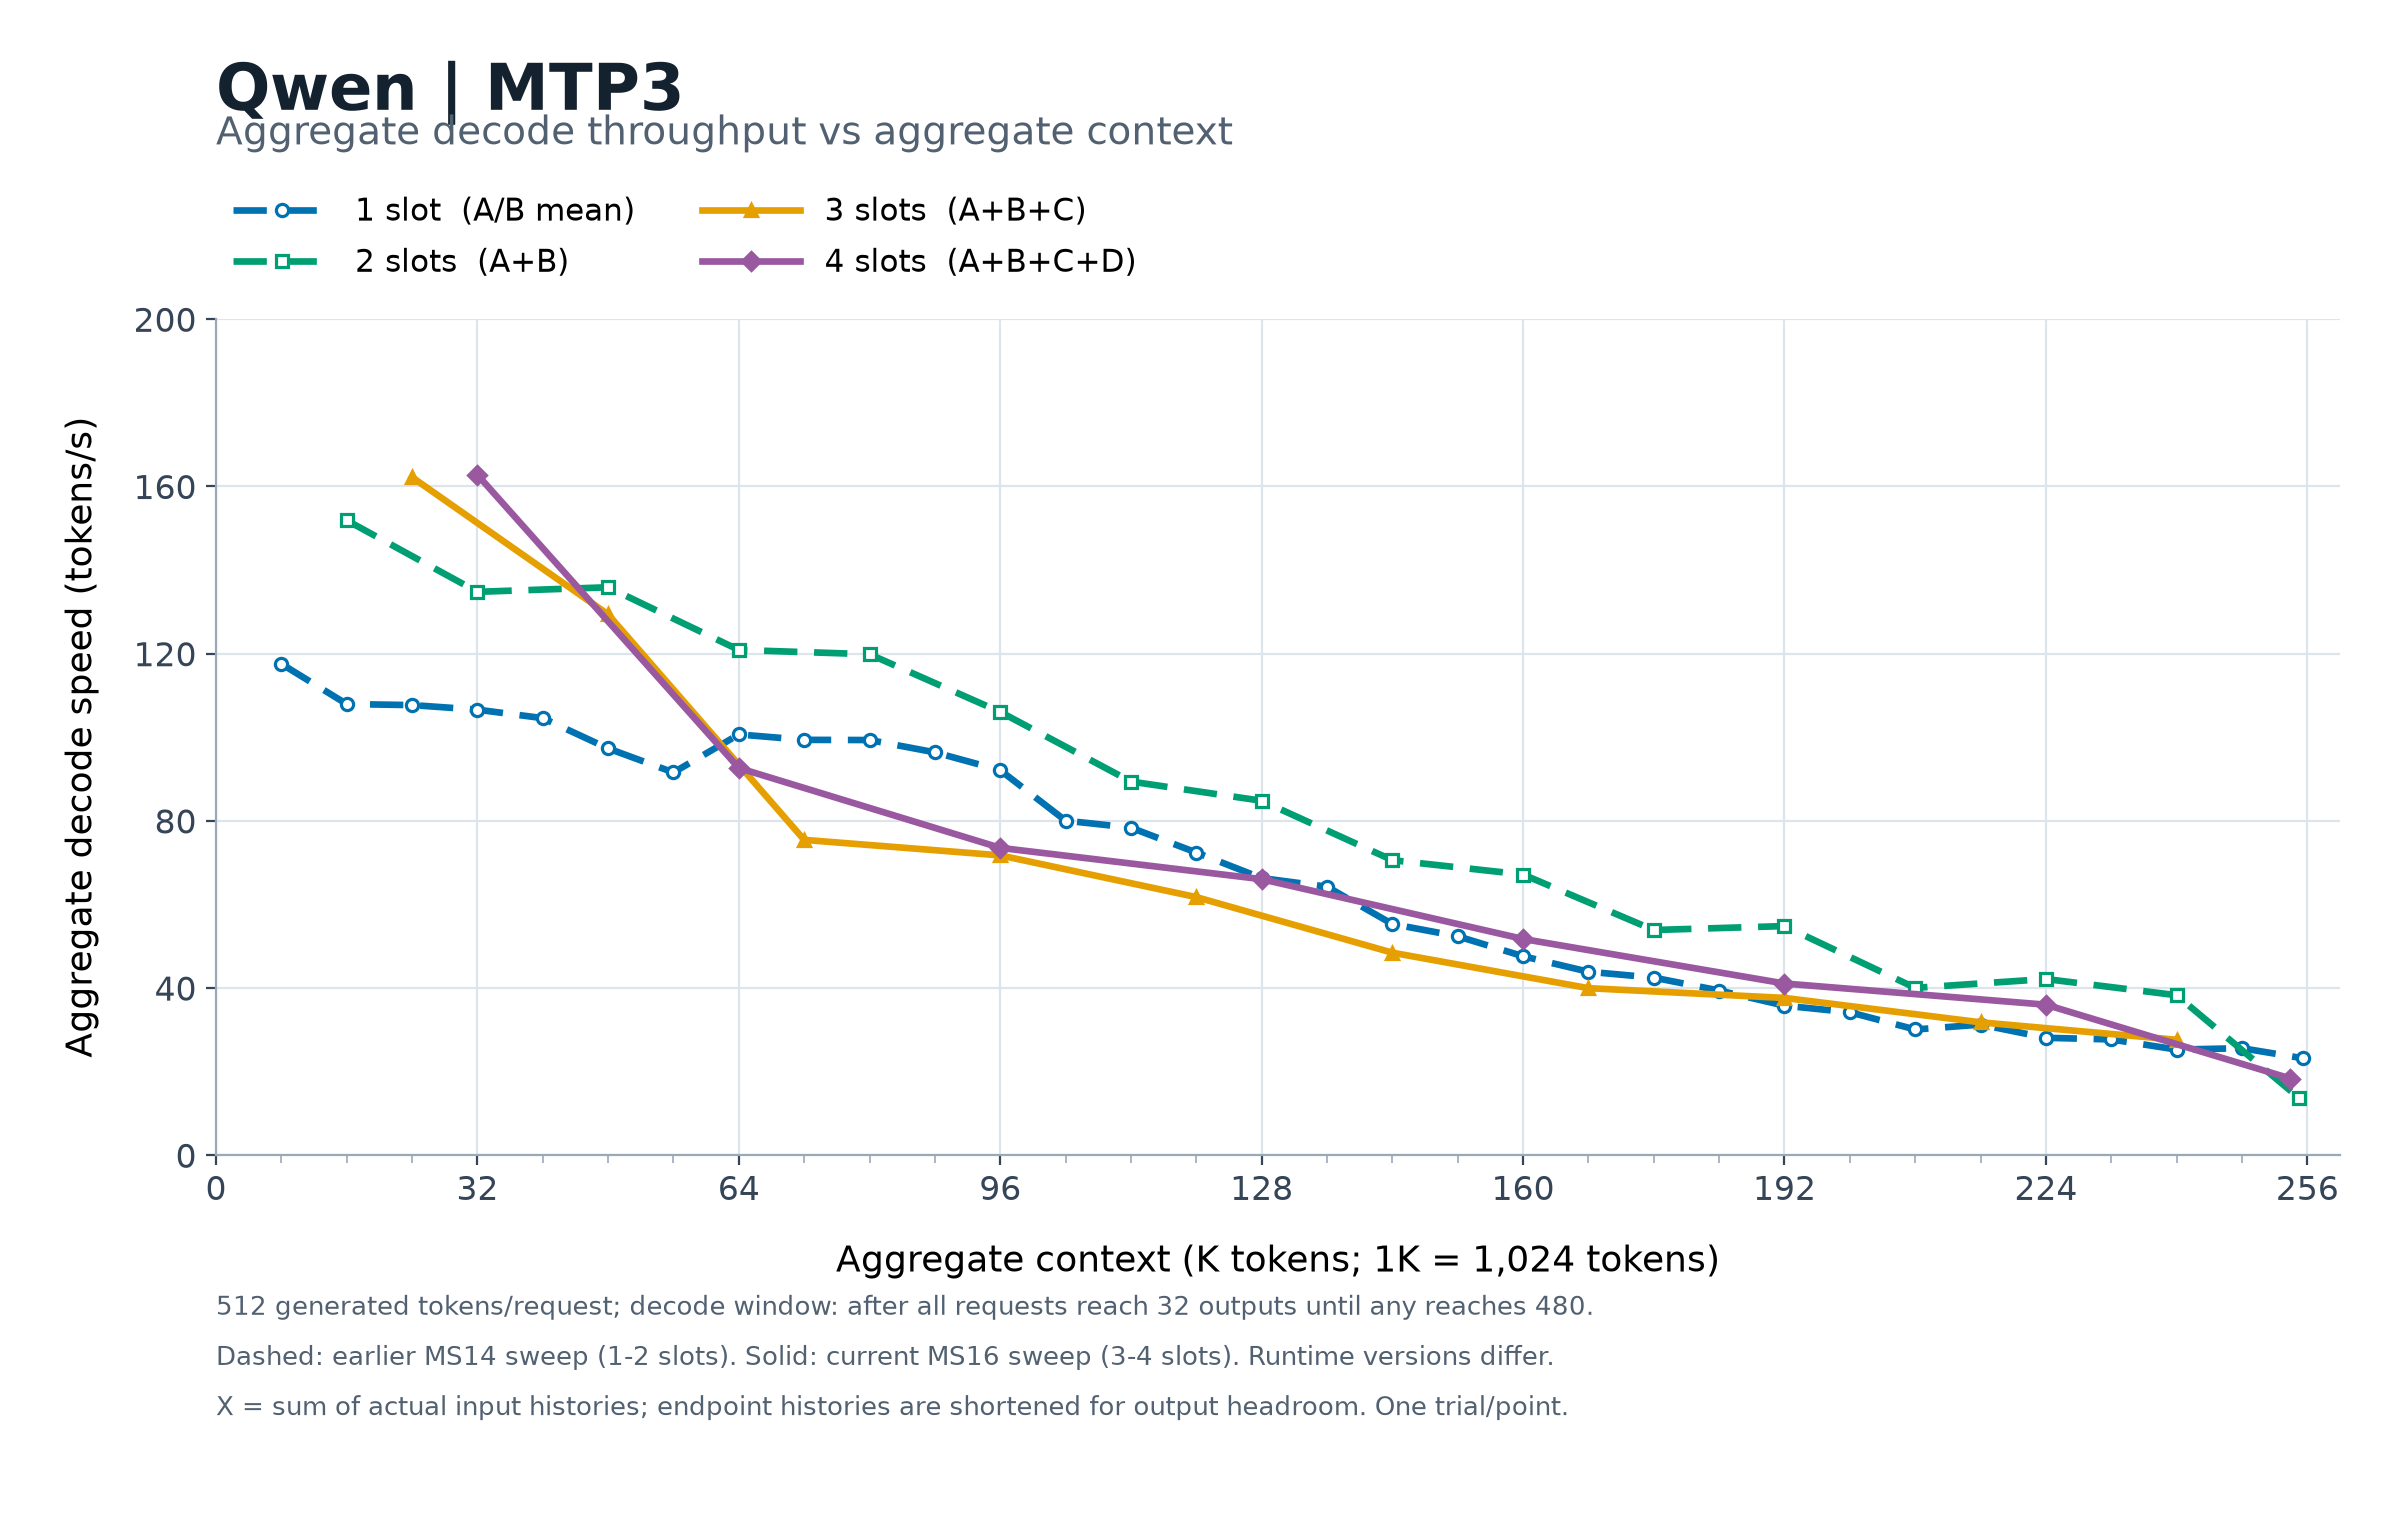 Qwen | MTP3
Aggregate decode throughput vs aggregate context
1 slot (A/B mean)
2 slots (A+B)
3 slots (A+B+C)
4 slots (A+B+C+D)
Aggregate decode speed (tokens/s)
200
160
120
80
40
0
0 32 64 96 128 160 192 224 256
Aggregate context (K tokens; 1K = 1,024 tokens)
512 generated tokens/request; decode window: after all requests reach 32 outputs until any reaches 480.
Dashed: earlier MS14 sweep (1-2 slots). Solid: current MS16 sweep (3-4 slots). Runtime versions differ.
X = sum of actual input histories; endpoint histories are shortened for output headroom. One trial/point.